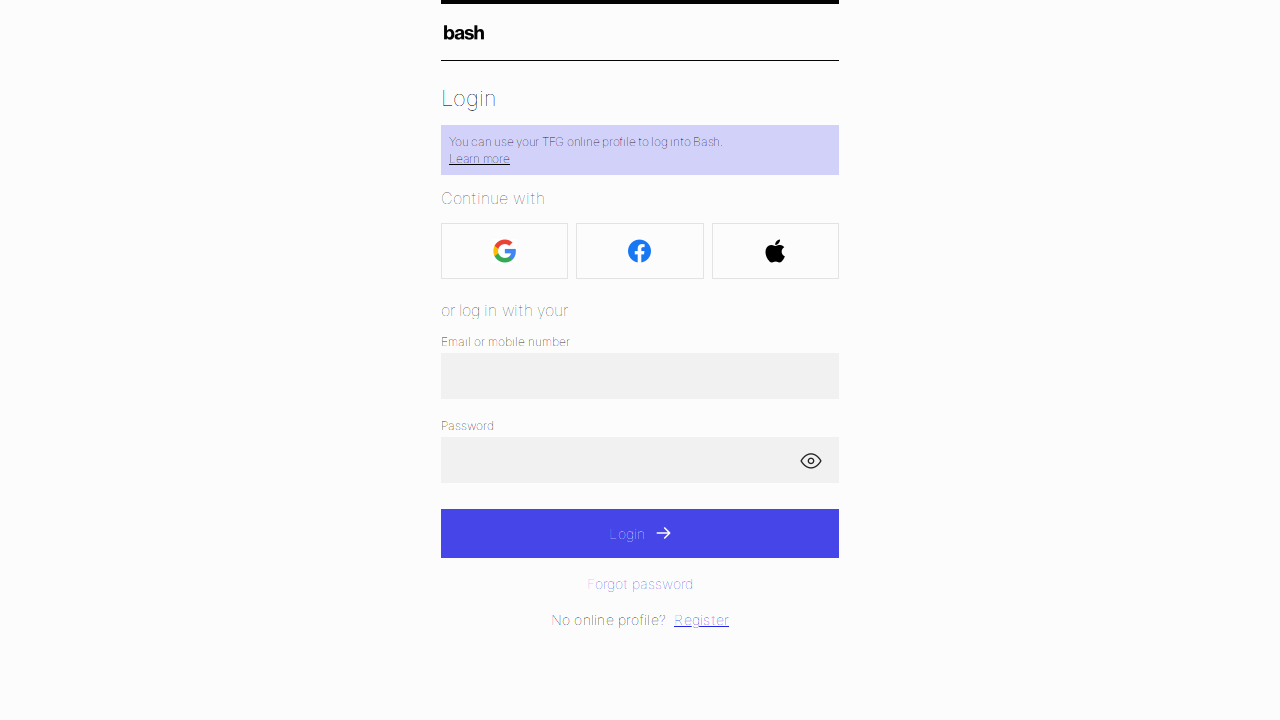 bash
Login
You can use your TFG online profile to log into Bash.
Learn more
Continue with
or log in with your
Email or mobile number
Password
Login
Forgot password
No online profile? Register